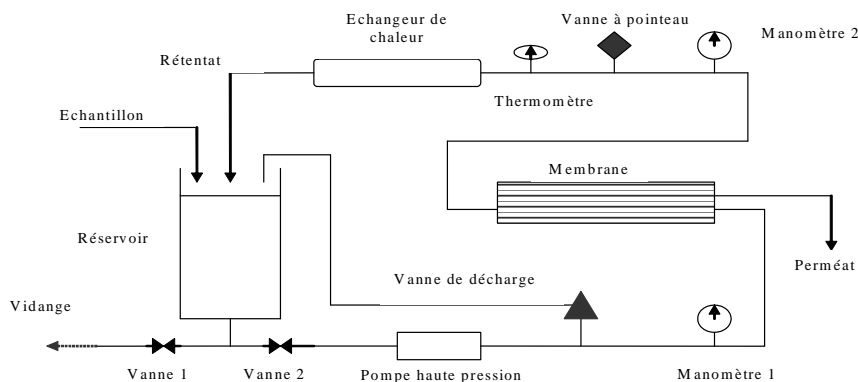 Echangeur de
chaleur
Vanne à pointeau
Manomètre 2
Rétentat
Thermomètre
Echantillon
Membrane
Réservoir
Perméat
Vanne de décharge
Vidange
Vanne 1
Vanne 2
Pompe haute pression
Manomètre 1